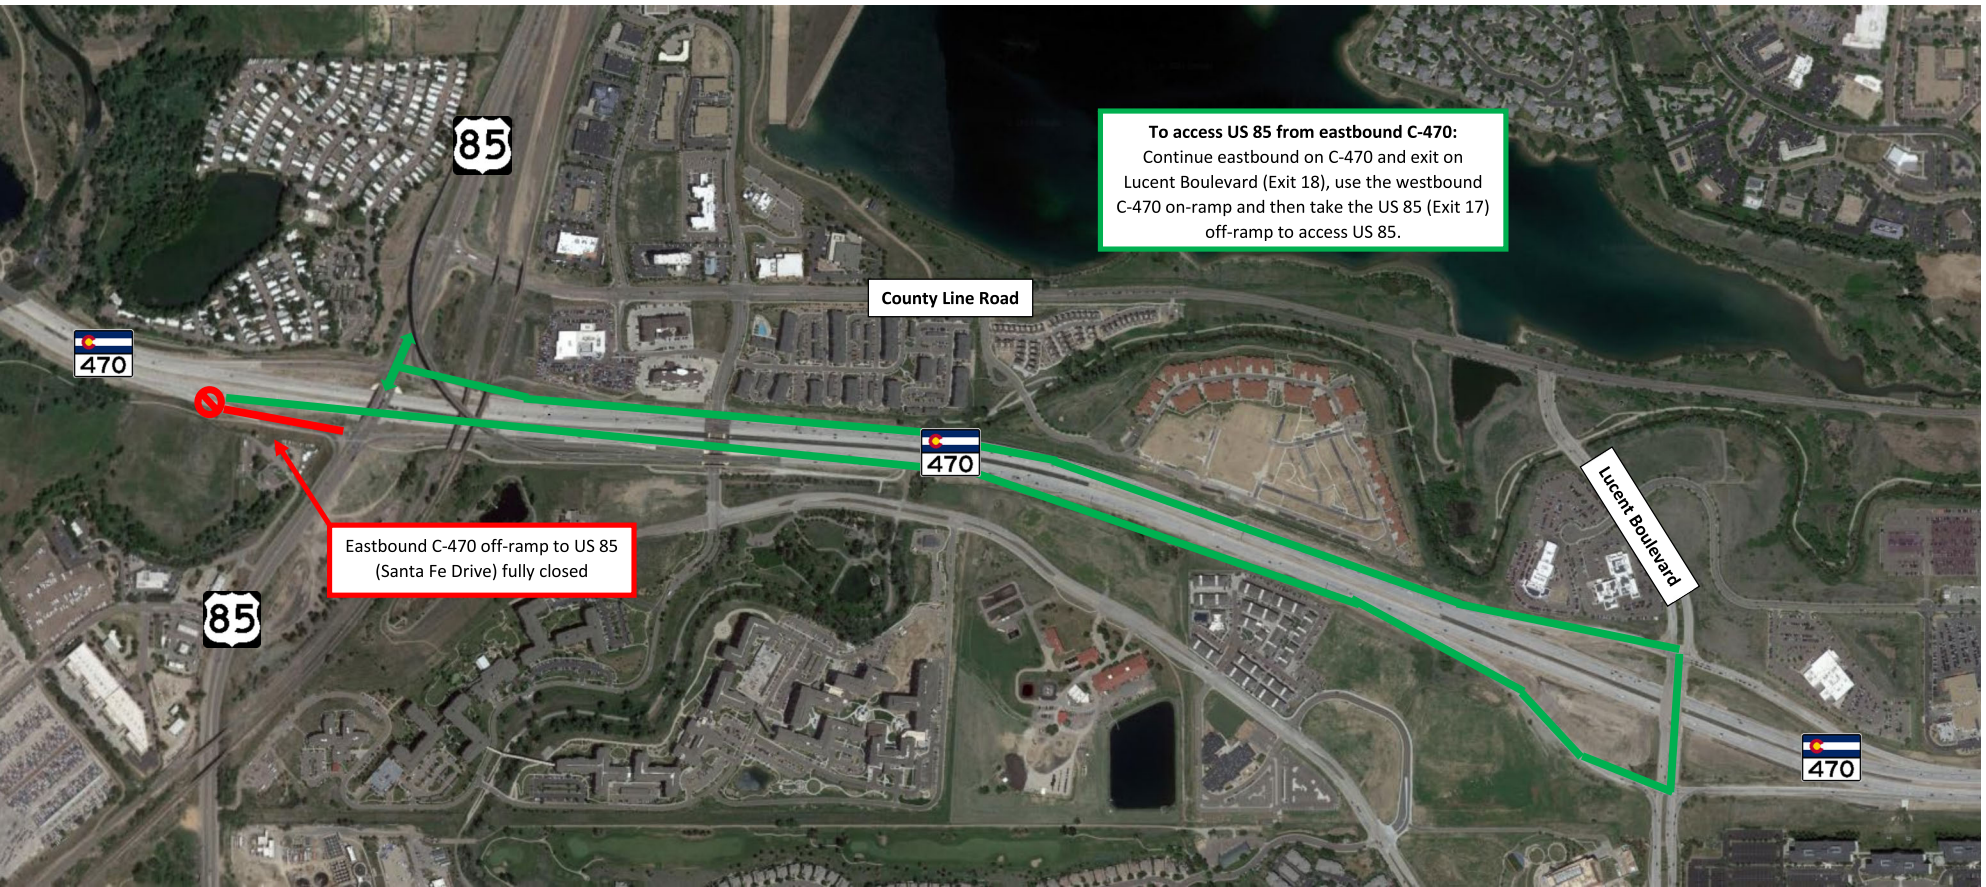 85
To access US 85 from eastbound C-470:
Continue eastbound on C-470 and exit on
Lucent Boulevard (Exit 18), use the westbound
C-470 on-ramp and then take the US 85 (Exit 17)
off-ramp to access US 85.
County Line Road
470
470
Lucent Boulevard
Eastbound C-470 off-ramp to US 85
(Santa Fe Drive) fully closed
85
470